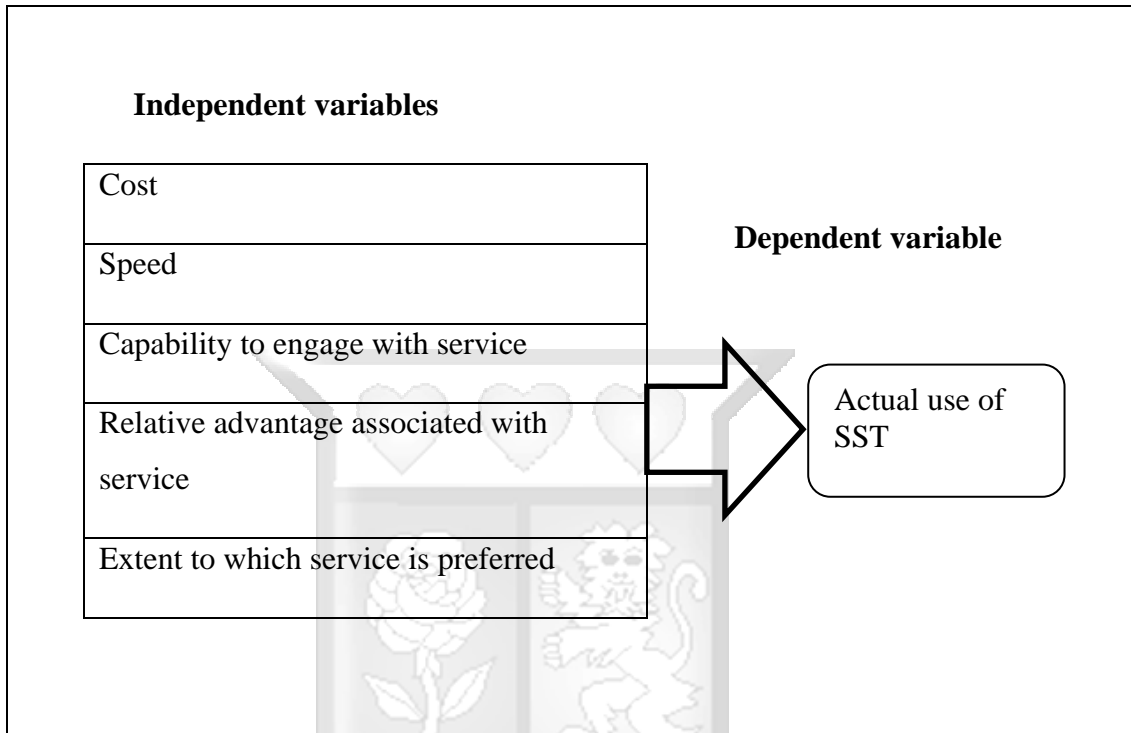 Independent variables
Cost
Speed
Capability to engage with service
Relative advantage associated with
service
Extent to which service is preferred
Dependent variable
Actual use of
SST